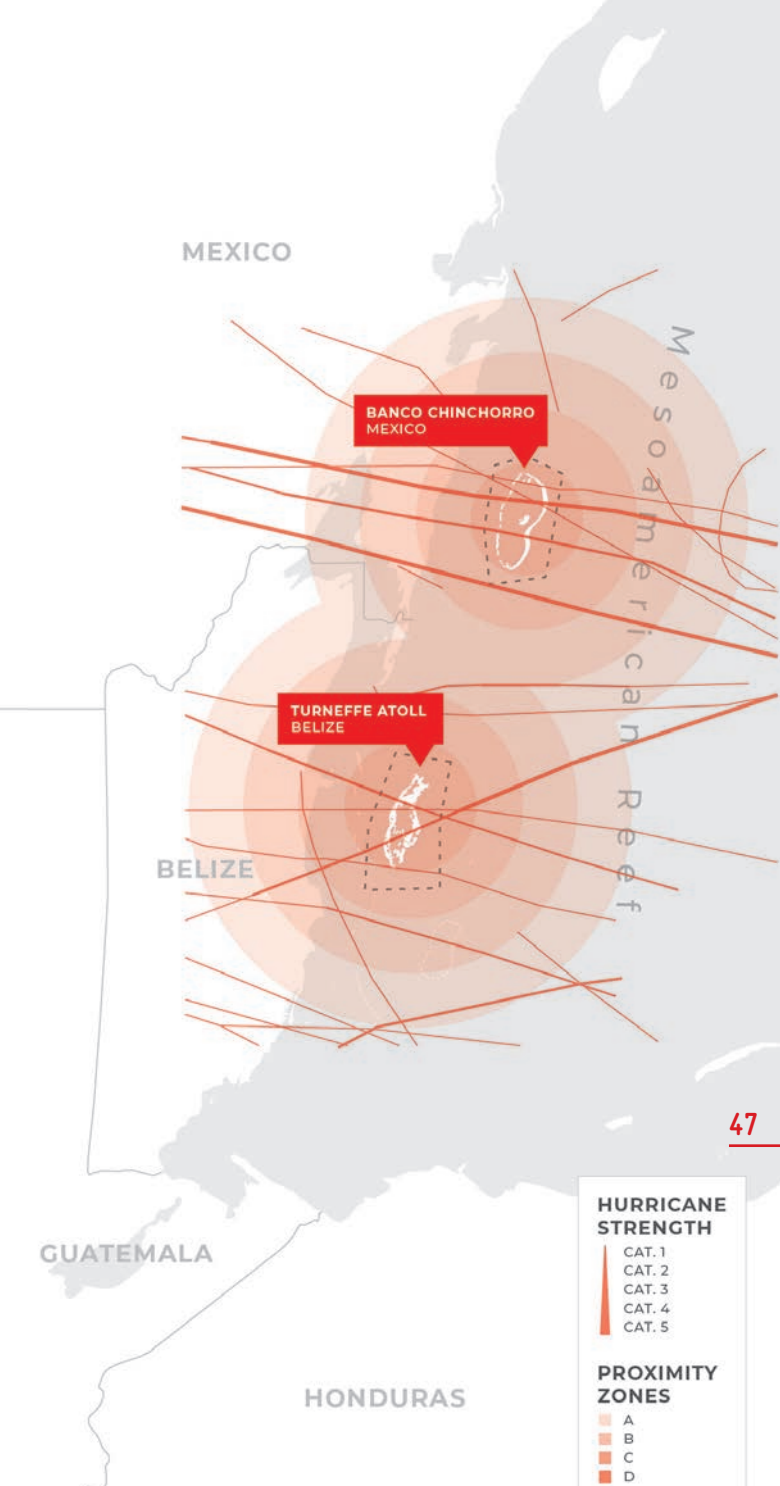 MEXICO
BANCO CHINCHORRO
MEXICO
Mesoamerican Reef
TURNEFFE ATOLL
BELIZE
BELIZE
47
GUATEMALA
HONDURAS
HURRICANE
STRENGTH
CAT. 1
CAT. 2
CAT. 3
CAT. 4
CAT. 5
PROXIMITY
ZONES
A
B
C
D